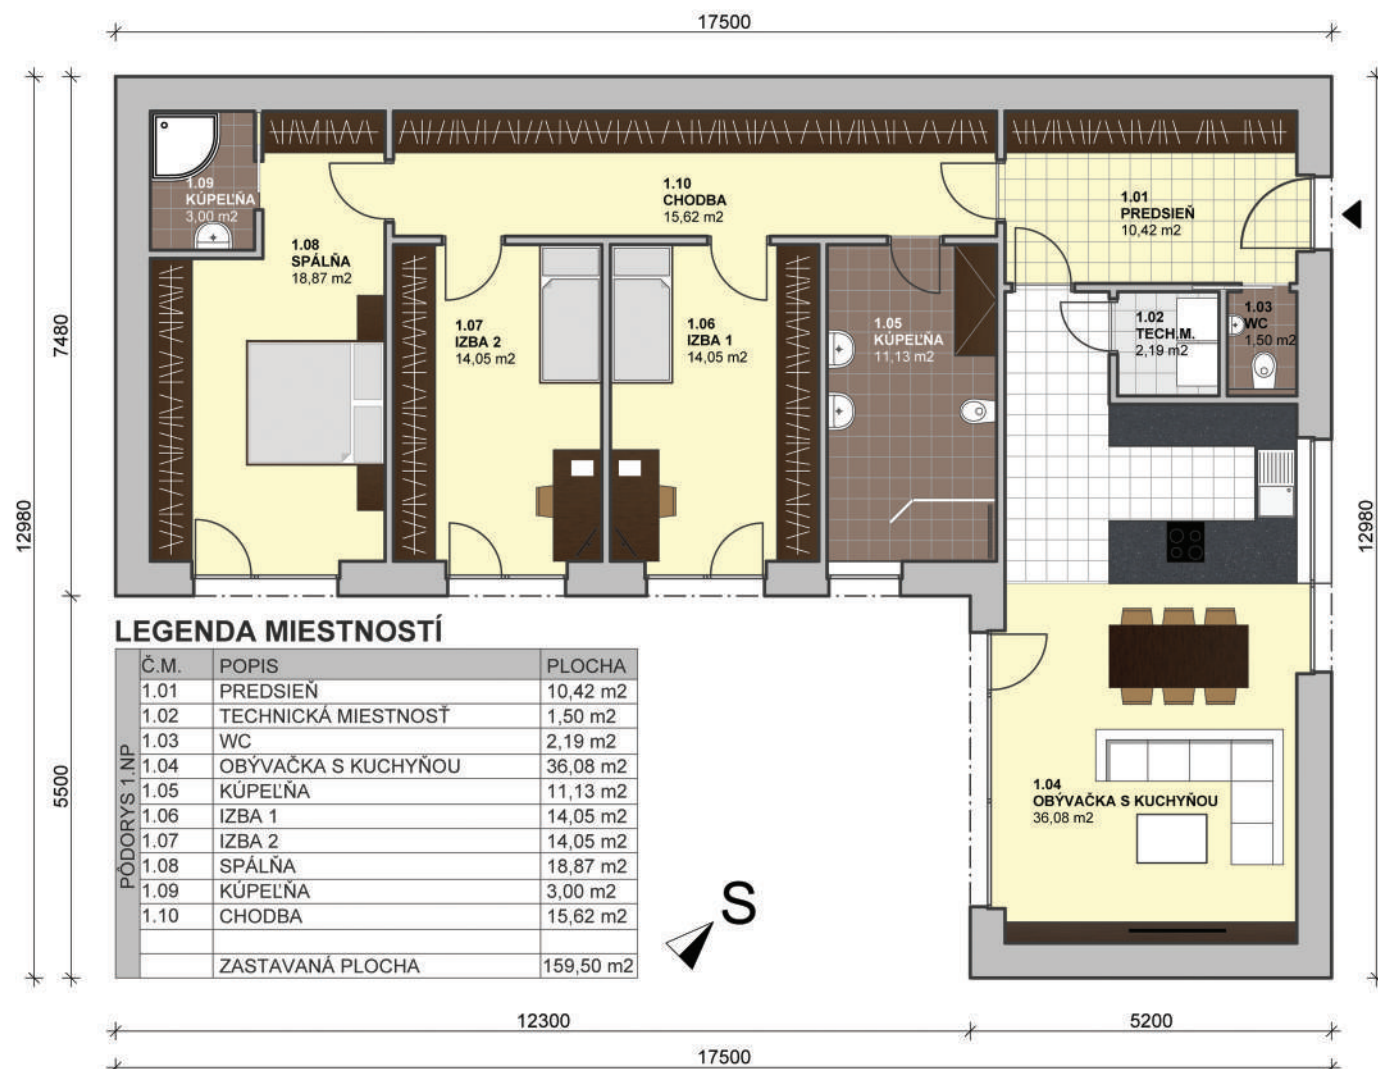 17500
1.09
KÚPEĽŇA
3,00 m2
1.10
CHODBA
15,62 m2
1.01
PREDSIEŇ
10,42 m2
1.08
SPÁLŇA
18,87 m2
1.07
IZBA 2
14,05 m2
1.06
IZBA 1
14,05 m2
1.05
KÚPEĽŇA
11,13 m2
1.02
TECH.M.
2,19 m2
1.03
WC
1,50 m2
7480
12980
12980
5500
LEGENDA MIESTNOSTÍ
PÔDORYS 1.NP
Č.M. POPIS PLOCHA
1.01 PREDSIEŇ 10,42 m2
1.02 TECHNICKÁ MIESTNOSŤ 1,50 m2
1.03 WC 2,19 m2
1.04 OBÝVAČKA S KUCHYŇOU 36,08 m2
1.05 KÚPEĽŇA 11,13 m2
1.06 IZBA 1 14,05 m2
1.07 IZBA 2 14,05 m2
1.08 SPÁLŇA 18,87 m2
1.09 KÚPEĽŇA 3,00 m2
1.10 CHODBA 15,62 m2
ZASTAVANÁ PLOCHA 159,50 m2
1.04
OBÝVAČKA S KUCHYŇOU
36,08 m2
S
12300
5200
17500